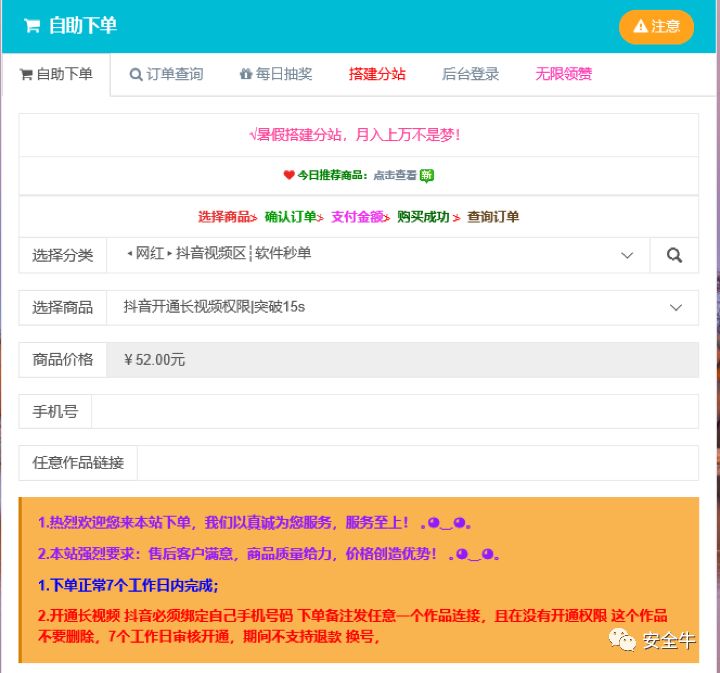 自助下单
注意
自助下单 订单查询 每日抽奖 搭建分站 后台登录 无限领赞
√暑假搭建分站，月入上万不是梦！
今日推荐商品：点击查看 新
选择商品> 确认订单> 支付金额> 购买成功 > 查询订单
选择分类 ◂网红▸抖音视频区┆软件秒单
选择商品 抖音开通长视频权限|突破15s
商品价格 ￥52.00元
手机号
任意作品链接
1.热烈欢迎您来本站下单，我们以真诚为您服务，服务至上！ 。◕‿◕。
2.本站强烈要求：售后客户满意，商品质量给力，价格创造优势！ 。◕‿◕。
1.下单正常7个工作日内完成；
2.开通长视频 抖音必须绑定自己手机号码 下单备注发任意一个作品连接，且在没有开通权限 这个作品
不要删除，7个工作日审核开通，期间不支持退款 换号，
安全牛